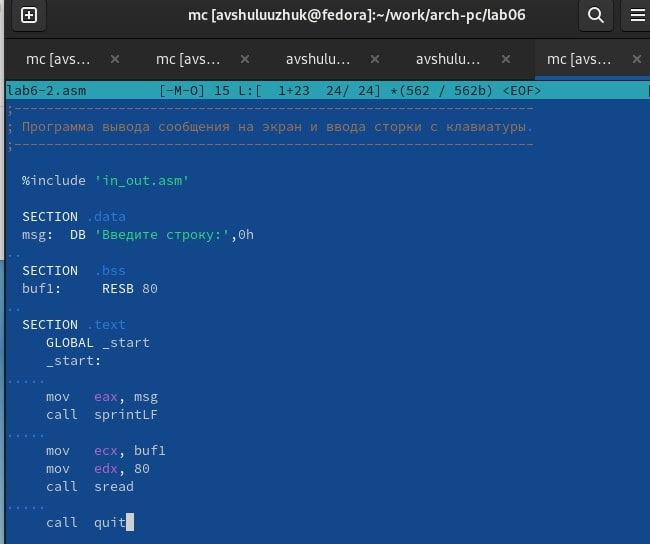 mc [avshuluuzhuk@fedora]:~/work/arch-pc/lab06
mc [avs… × mc [avs… × avshulu… × avshulu… × mc [avs… ×
lab6-2.asm [-M-O] 15 L:[ 1+23 24/ 24] *(562 / 562b) <EOF>
;-----------------------------------------------------------------
; Программа вывода сообщения на экран и ввода сторки с клавиатуры.
;-----------------------------------------------------------------
%include 'in_out.asm'
SECTION .data
msg: DB 'Введите строку:',0h
..
SECTION .bss
buf1: RESB 80
..
SECTION .text
GLOBAL _start
_start:
.....
mov eax, msg
call sprintLF
.....
mov ecx, buf1
mov edx, 80
call sread
.....
call quit